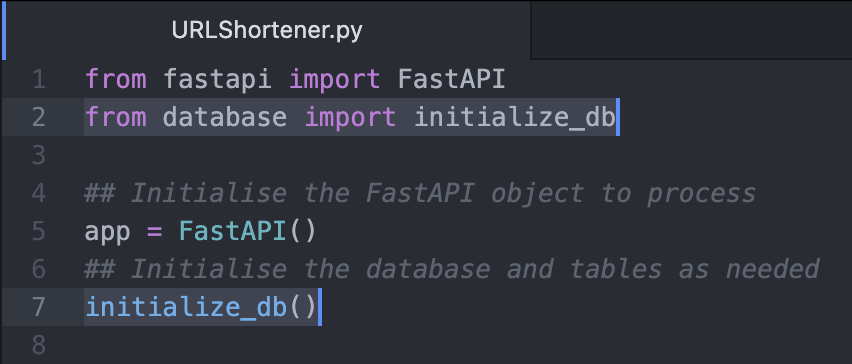 URLShortener.py
1 from fastapi import FastAPI
2 from database import initialize_db
3
4 ## Initialise the FastAPI object to process
5 app = FastAPI()
6 ## Initialise the database and tables as needed
7 initialize_db()
8